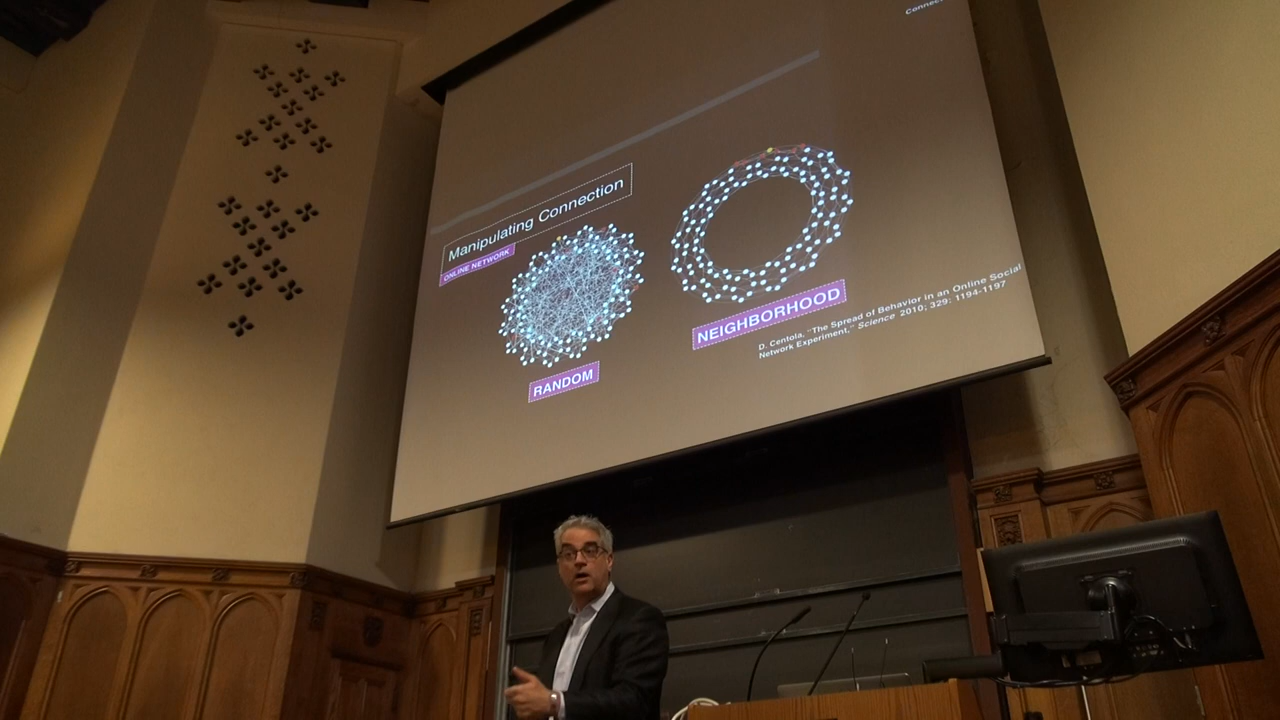 Manipulating Connection
ONLINE NETWORK
RANDOM
NEIGHBORHOOD
D. Centola, "The Spread of Behavior in an Online Social
Network Experiment," Science 2010; 329: 1194-1197